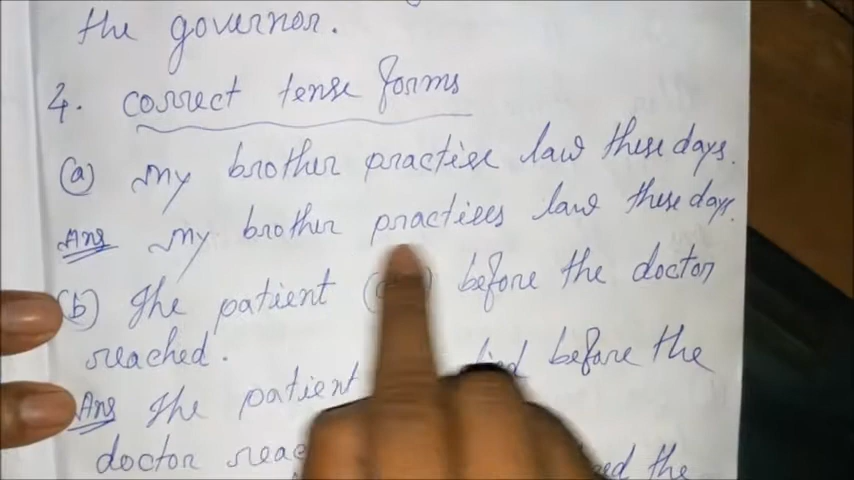 the governor.
4. correct tense forms
(a) my brother practise law these days.
Ans my brother practises law these days.
(b) The patient before the doctor
reached.
Ans The patient before the
doctor the